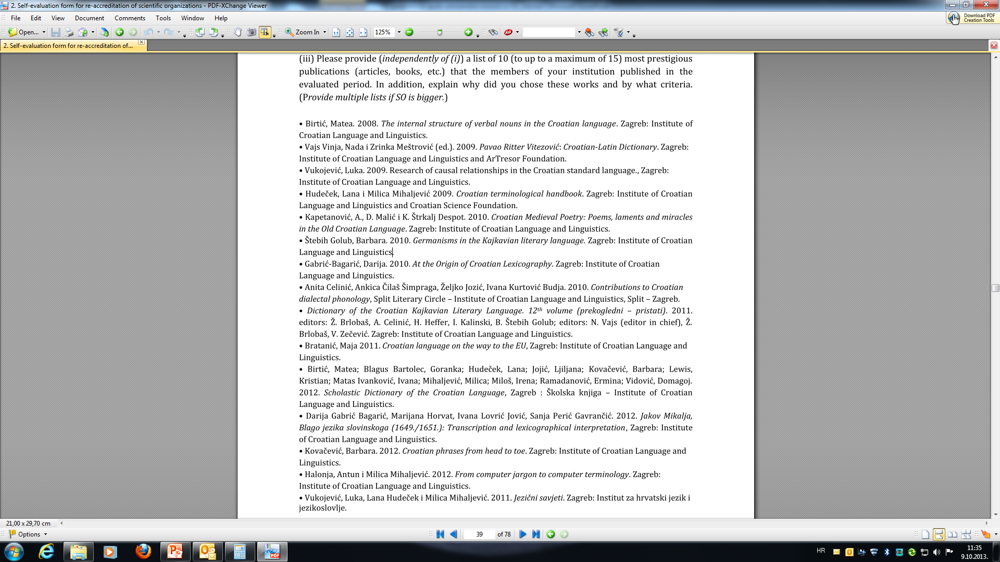 2. Self-evaluation form for re-accreditation of scientific organizations - PDF-XChange Viewer
File Edit View Document Comments Tools Window Help
Download PDF
Creation Tools
Open... Zoom In 125%
2. Self-evaluation form for re-accreditation of...
(iii) Please provide (independently of (i)) a list of 10 (to up to a maximum of 15) most prestigious
publications (articles, books, etc.) that the members of your institution published in the
evaluated period. In addition, explain why did you chose these works and by what criteria.
(Provide multiple lists if SO is bigger.)
• Birtić, Matea. 2008. The internal structure of verbal nouns in the Croatian language. Zagreb: Institute of
Croatian Language and Linguistics.
• Vajs Vinja, Nada i Zrinka Meštrović (ed.). 2009. Pavao Ritter Vitezović: Croatian-Latin Dictionary. Zagreb:
Institute of Croatian Language and Linguistics and ArTresor Foundation.
• Vukojević, Luka. 2009. Research of causal relationships in the Croatian standard language., Zagreb:
Institute of Croatian Language and Linguistics.
• Hudeček, Lana i Milica Mihaljević 2009. Croatian terminological handbook. Zagreb: Institute of Croatian
Language and Linguistics and Croatian Science Foundation.
• Kapetanović, A., D. Malić i K. Štrkalj Despot. 2010. Croatian Medieval Poetry: Poems, laments and miracles
in the Old Croatian Language. Zagreb: Institute of Croatian Language and Linguistics.
• Štebih Golub, Barbara. 2010. Germanisms in the Kajkavian literary language. Zagreb: Institute of Croatian
Language and Linguistics.
• Gabrić-Bagarić, Darija. 2010. At the Origin of Croatian Lexicography. Zagreb: Institute of Croatian
Language and Linguistics.
• Anita Celinić, Ankica Čilaš Šimpraga, Željko Jozić, Ivana Kurtović Budja. 2010. Contributions to Croatian
dialectal phonology, Split Literary Circle – Institute of Croatian Language and Linguistics, Split – Zagreb.
• Dictionary of the Croatian Kajkavian Literary Language. 12th volume (prekogledni – pristati). 2011.
editors: Ž. Brlobaš, A. Celinić, H. Heffer, I. Kalinski, B. Štebih Golub; editors: N. Vajs (editor in chief), Ž.
Brlobaš, V. Zečević. Zagreb: Institute of Croatian Language and Linguistics.
• Bratanić, Maja 2011. Croatian language on the way to the EU, Zagreb: Institute of Croatian Language and
Linguistics.
• Birtić, Matea; Blagus Bartolec, Goranka; Hudeček, Lana; Jojić, Ljiljana; Kovačević, Barbara; Lewis,
Kristian; Matas Ivanković, Ivana; Mihaljević, Milica; Miloš, Irena; Ramadanović, Ermina; Vidović, Domagoj.
2012. Scholastic Dictionary of the Croatian Language, Zagreb : Školska knjiga – Institute of Croatian
Language and Linguistics.
• Darija Gabrić Bagarić, Marijana Horvat, Ivana Lovrić Jović, Sanja Perić Gavrančić. 2012. Jakov Mikalja,
Blago jezika slovinskoga (1649./1651.): Transcription and lexicographical interpretation, Zagreb: Institute
of Croatian Language and Linguistics.
• Kovačević, Barbara. 2012. Croatian phrases from head to toe. Zagreb: Institute of Croatian Language and
Linguistics.
• Halonja, Antun i Milica Mihaljević. 2012. From computer jargon to computer terminology. Zagreb:
Institute of Croatian Language and Linguistics.
• Vukojević, Luka, Lana Hudeček i Milica Mihaljević. 2011. Jezični savjeti. Zagreb: Institut za hrvatski jezik i
jezikoslovlje.
21,00 x 29,70 cm
Options 39 of 78
HR 11:35
9.10.2013.